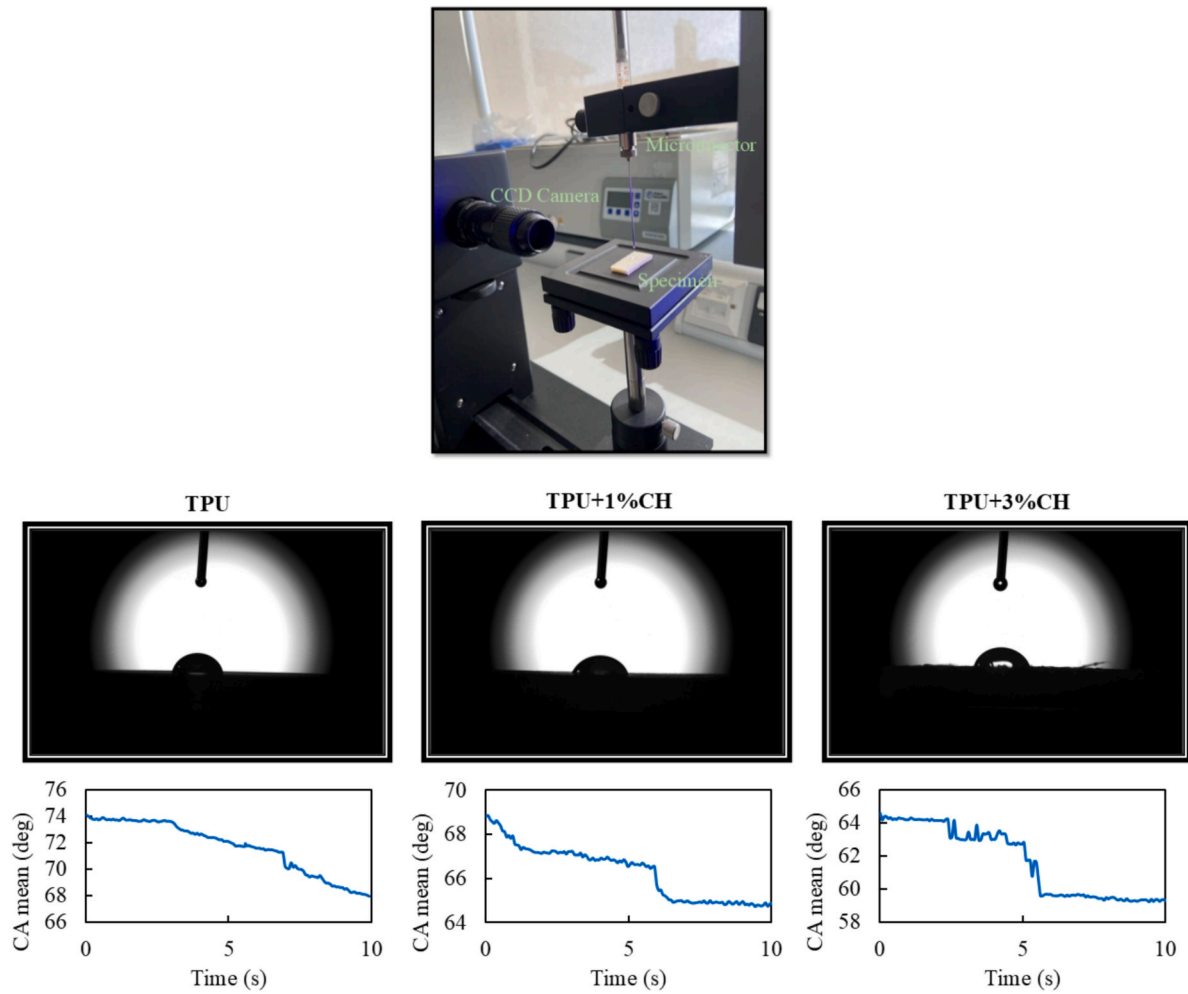 Microinjector
CCD Camera
Specimen
TPU
TPU+1%CH
TPU+3%CH
76
74
72
70
68
66
CA mean (deg)
0
5
10
Time (s)
70
68
66
64
CA mean (deg)
0
5
10
Time (s)
66
64
62
60
58
CA mean (deg)
0
5
10
Time (s)